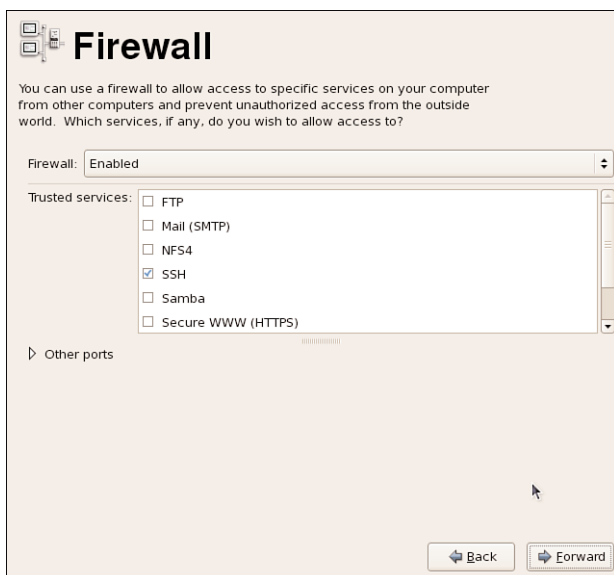 Firewall
You can use a firewall to allow access to specific services on your computer
from other computers and prevent unauthorized access from the outside
world. Which services, if any, do you wish to allow access to?
Firewall: Enabled
Trusted services:
FTP
Mail (SMTP)
NFS4
SSH
Samba
Secure WWW (HTTPS)
Other ports
Back
Forward